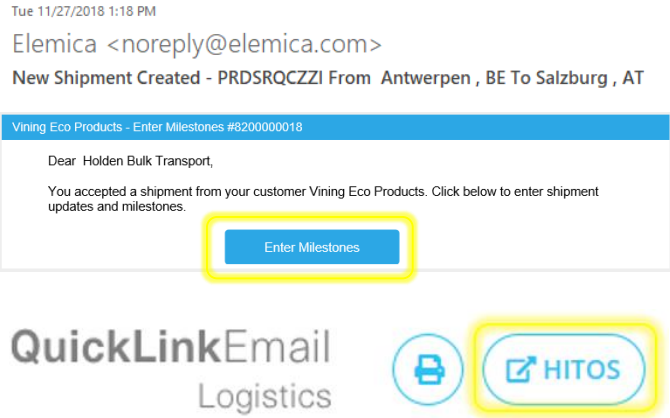 Tue 11/27/2018 1:18 PM
Elemica <noreply@elemica.com>
New Shipment Created - PRDSRQCZZI From Antwerpen , BE To Salzburg , AT
Vining Eco Products - Enter Milestones #8200000018
Dear Holden Bulk Transport,
You accepted a shipment from your customer Vining Eco Products. Click below to enter shipment
updates and milestones.
Enter Milestones
QuickLinkEmail
Logistics
HITOS